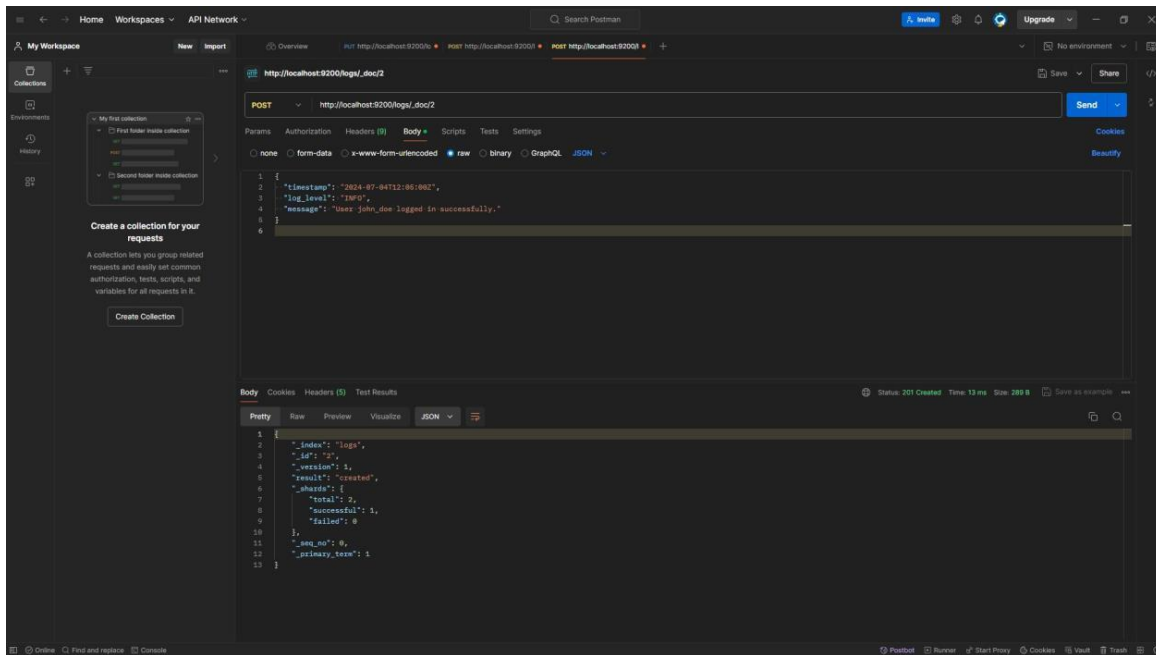 Home Workspaces API Network Search Postman Invite Upgrade
My Workspace New Import Overview PUT http://localhost:9200/lo POST http://localhost:9200/l POST http://localhost:9200/l No environment
Collections
http://localhost:9200/logs/_doc/2 Save Share
POST http://localhost:9200/logs/_doc/2 Send
Environments
My first collection
First folder inside collection
Params Authorization Headers (9) Body Scripts Tests Settings Cookies
History
none form-data x-www-form-urlencoded raw binary GraphQL JSON Beautify
Second folder inside collection
1 {
2 "timestamp": "2024-07-04T12:05:00Z",
3 "log_level": "INFO",
4 "message": "User john_doe logged in successfully."
5 }
6
Create a collection for your
requests
A collection lets you group related
requests and easily set common
authorization, tests, scripts, and
variables for all requests in it.
Create Collection
Body Cookies Headers (5) Test Results Status: 201 Created Time: 13 ms Size: 289 B Save as example
Pretty Raw Preview Visualize JSON
1 {
2 "_index": "logs",
3 "_id": "2",
4 "_version": 1,
5 "result": "created",
6 "_shards": {
7 "total": 2,
8 "successful": 1,
9 "failed": 0
10 },
11 "_seq_no": 0,
12 "_primary_term": 1
13 }
Online Find and replace Console Postbot Runner Start Proxy Cookies Vault Trash